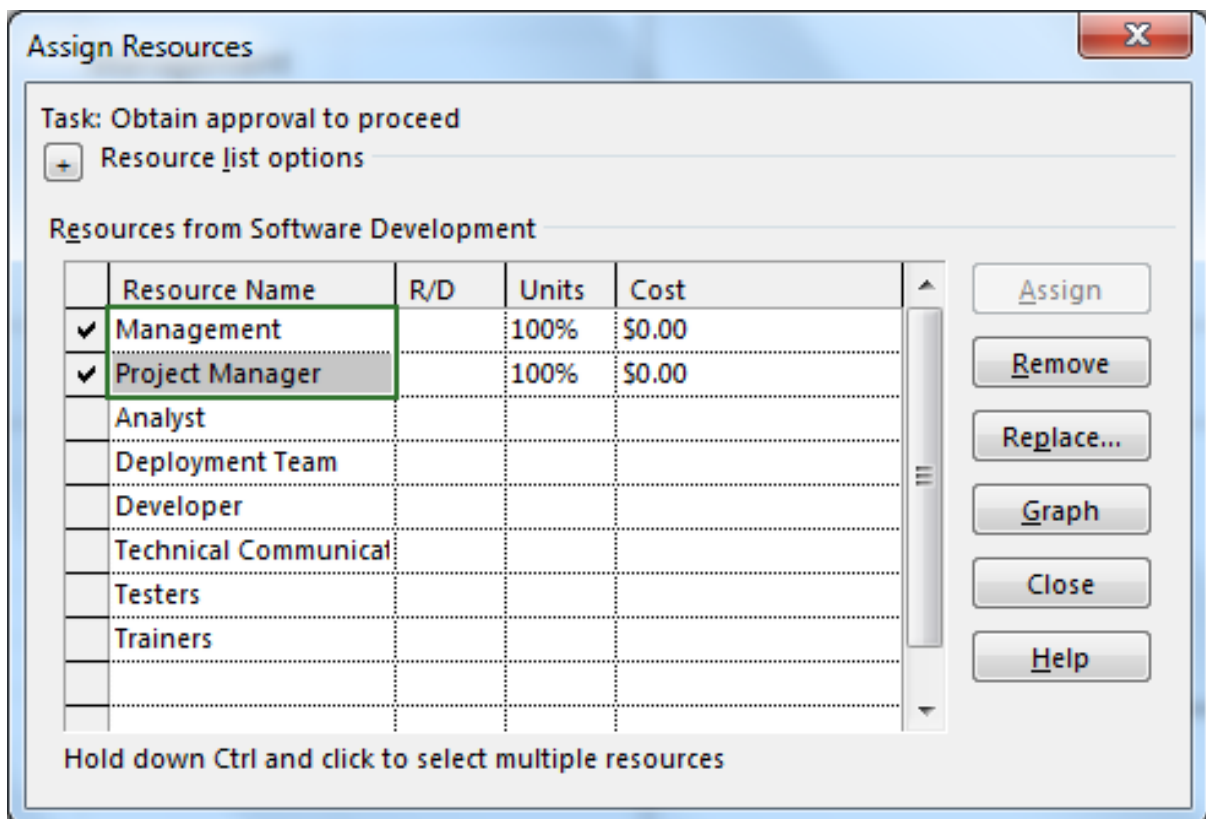 Assign Resources
Task: Obtain approval to proceed
+ Resource list options
Resources from Software Development
Resource Name R/D Units Cost
Assign
✔ Management 100% $0.00
✔ Project Manager 100% $0.00
Remove
Analyst
Replace...
Deployment Team
Developer
Graph
Technical Communicat
Testers
Close
Trainers
Help
Hold down Ctrl and click to select multiple resources